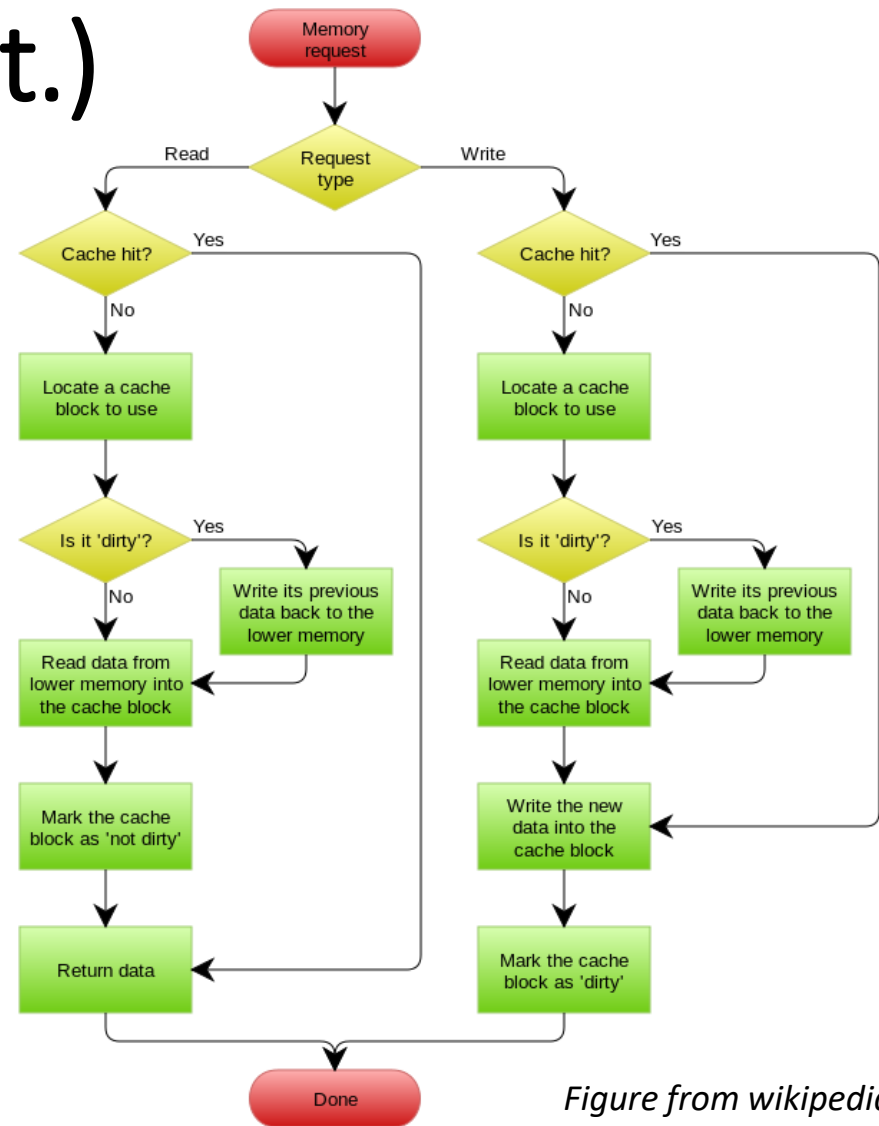 t.)
Memory
request
Read
Request
type
Write
Cache hit?
Yes
No
Locate a cache
block to use
Is it 'dirty'?
Yes
No
Write its previous
data back to the
lower memory
Read data from
lower memory into
the cache block
Mark the cache
block as 'not dirty'
Return data
Cache hit?
Yes
No
Locate a cache
block to use
Is it 'dirty'?
Yes
No
Write its previous
data back to the
lower memory
Read data from
lower memory into
the cache block
Write the new
data into the
cache block
Mark the cache
block as 'dirty'
Done
Figure from wikipedia